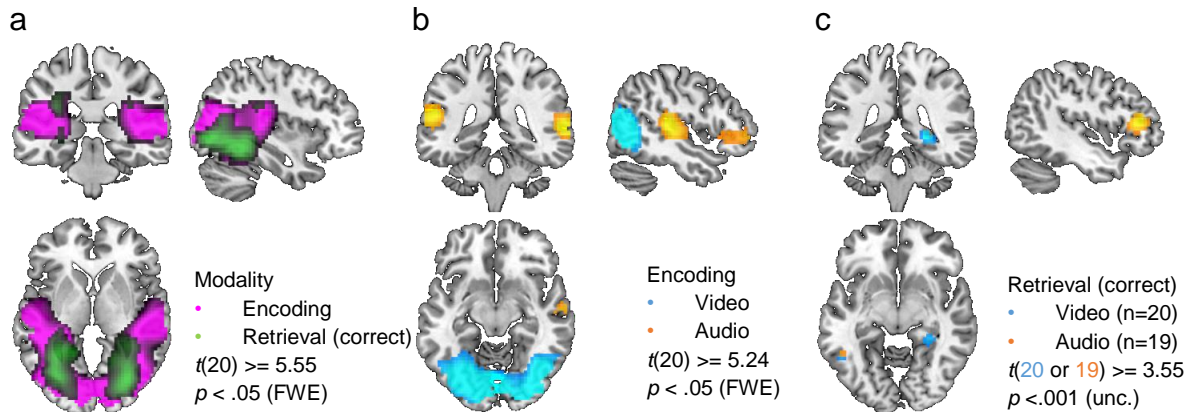 a
Modality
• Encoding
• Retrieval (correct)
t(20) >= 5.55
p < .05 (FWE)
b
Encoding
• Video
• Audio
t(20) >= 5.24
p < .05 (FWE)
c
Retrieval (correct)
• Video (n=20)
• Audio (n=19)
t(20 or 19) >= 3.55
p <.001 (unc.)